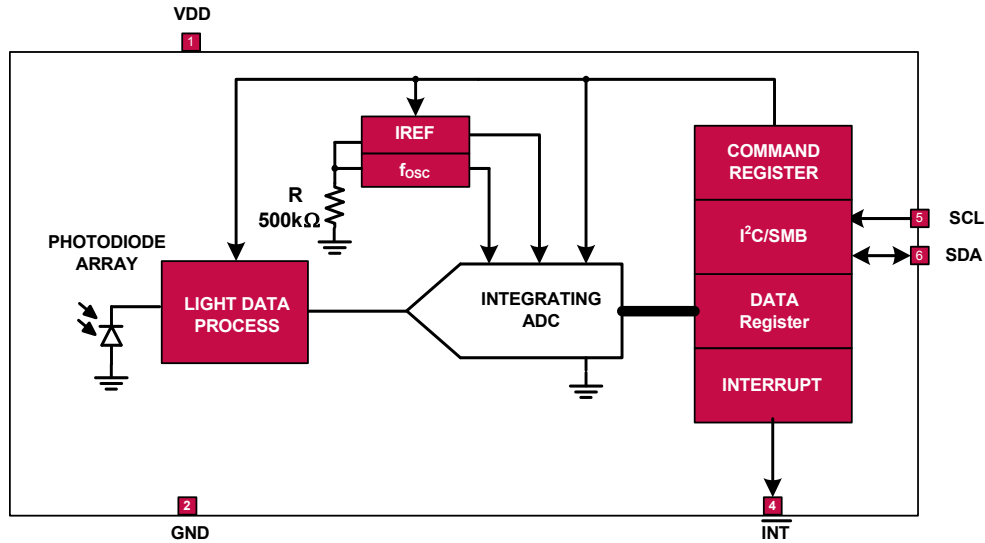 VDD
1
IREF
fOSC
R
500kΩ
COMMAND
REGISTER
I²C/SMB
DATA
Register
INTERRUPT
5
SCL
6
SDA
PHOTODIODE
ARRAY
LIGHT DATA
PROCESS
INTEGRATING
ADC
2
GND
4
I̅N̅T̅